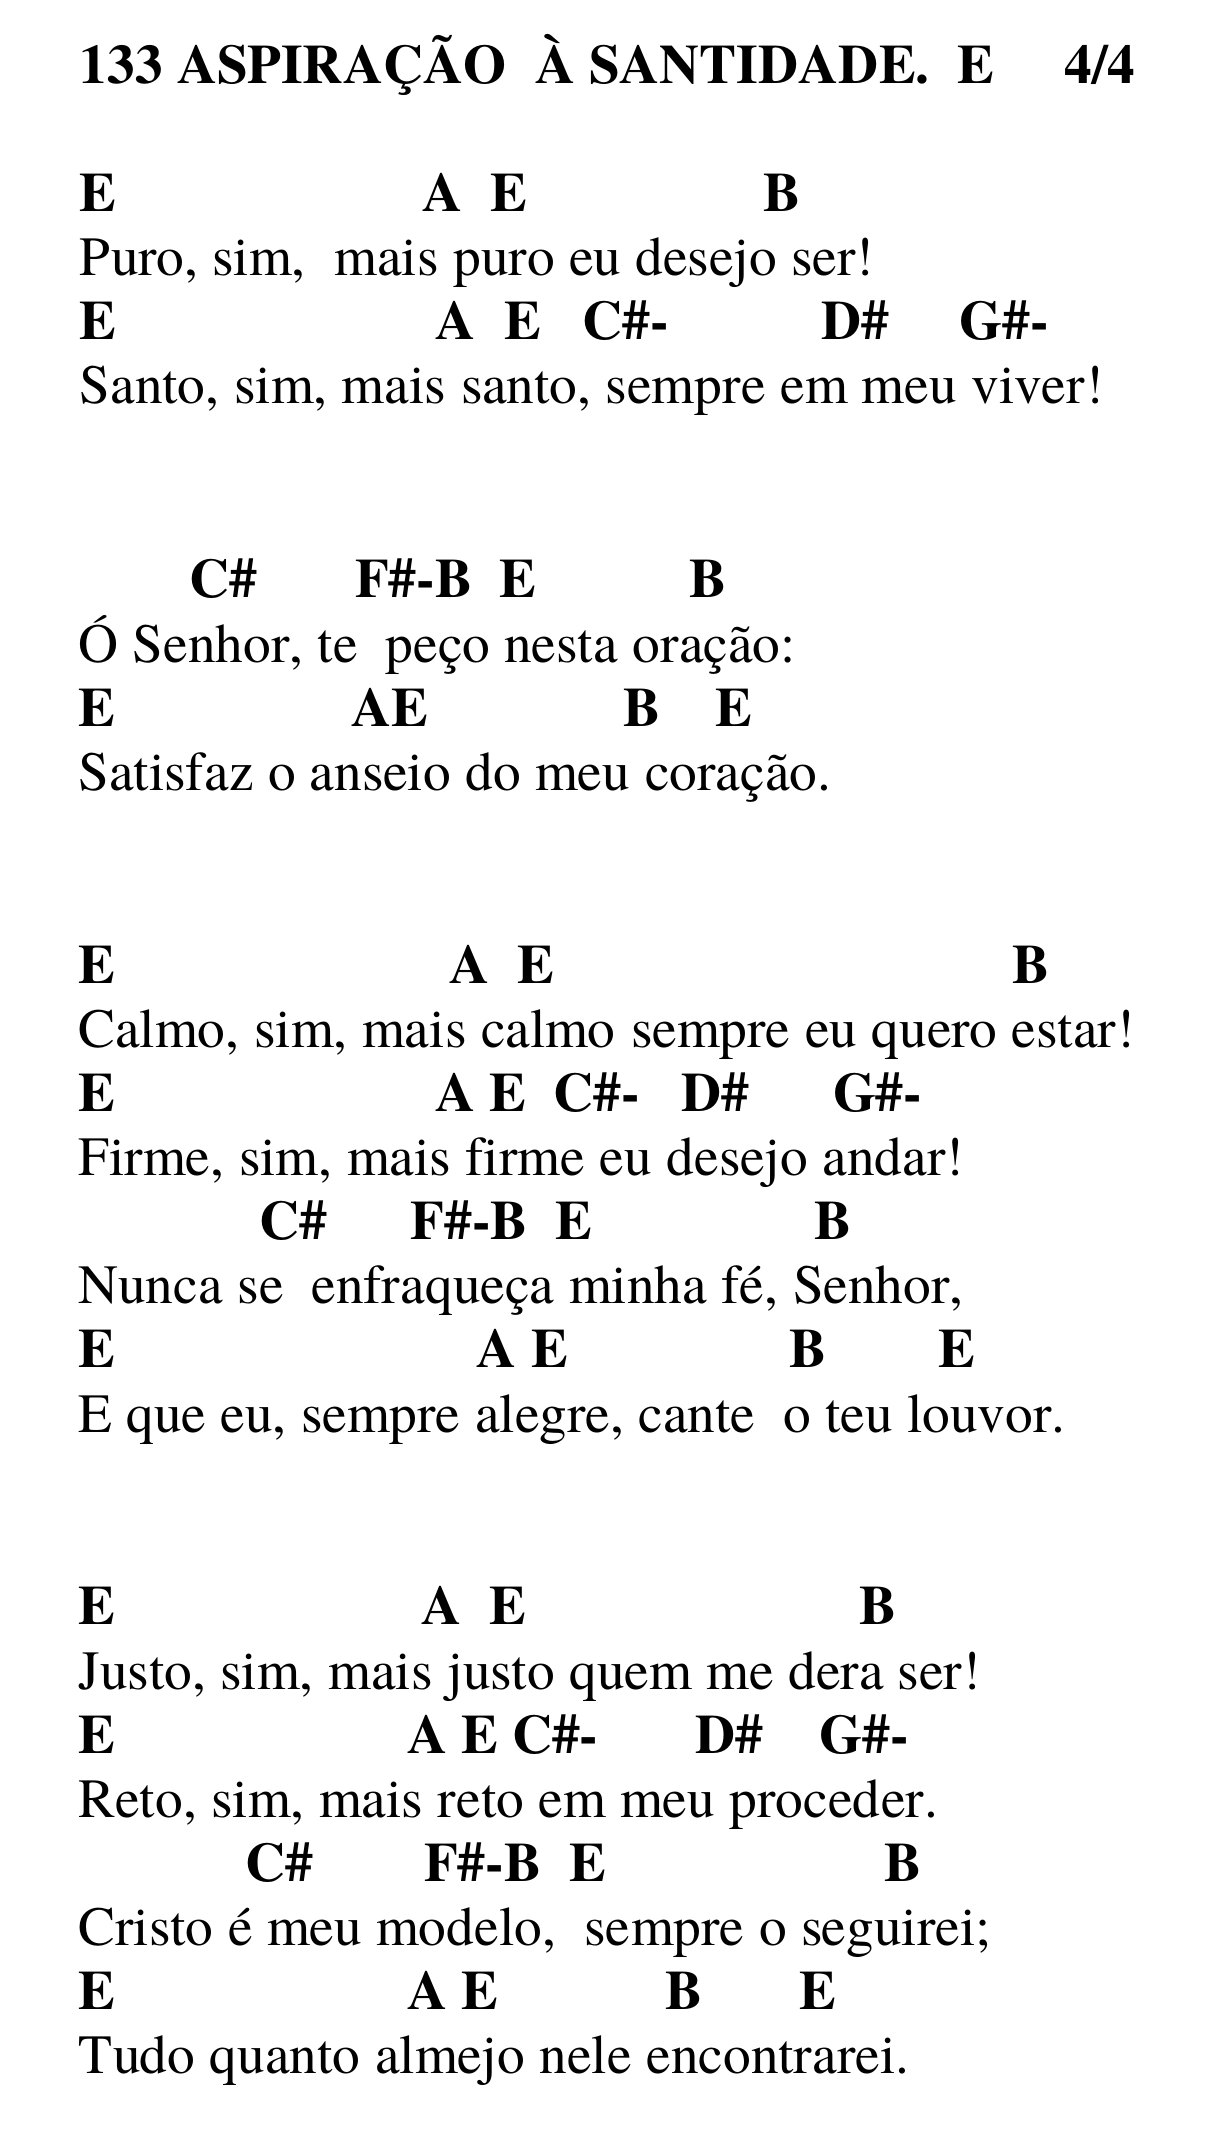 133 ASPIRAÇÃO  À SANTIDADE.  E     4/4
E                      A  E                 B
Puro, sim,  mais puro eu desejo ser!
E                       A  E   C#-           D#     G#-
Santo, sim, mais santo, sempre em meu viver!
        C#       F#-B  E           B
Ó Senhor, te  peço nesta oração:
E                 AE              B    E
Satisfaz o anseio do meu coração.
E                        A  E                                 B
Calmo, sim, mais calmo sempre eu quero estar!
E                       A E  C#-   D#      G#-
Firme, sim, mais firme eu desejo andar!
             C#      F#-B  E                B
Nunca se  enfraqueça minha fé, Senhor,
E                          A E                B        E
E que eu, sempre alegre, cante  o teu louvor.
E                      A  E                        B
Justo, sim, mais justo quem me dera ser!
E                     A E C#-       D#    G#-
Reto, sim, mais reto em meu proceder.
            C#        F#-B  E                    B
Cristo é meu modelo,  sempre o seguirei;
E                     A E            B       E
Tudo quanto almejo nele encontrarei.